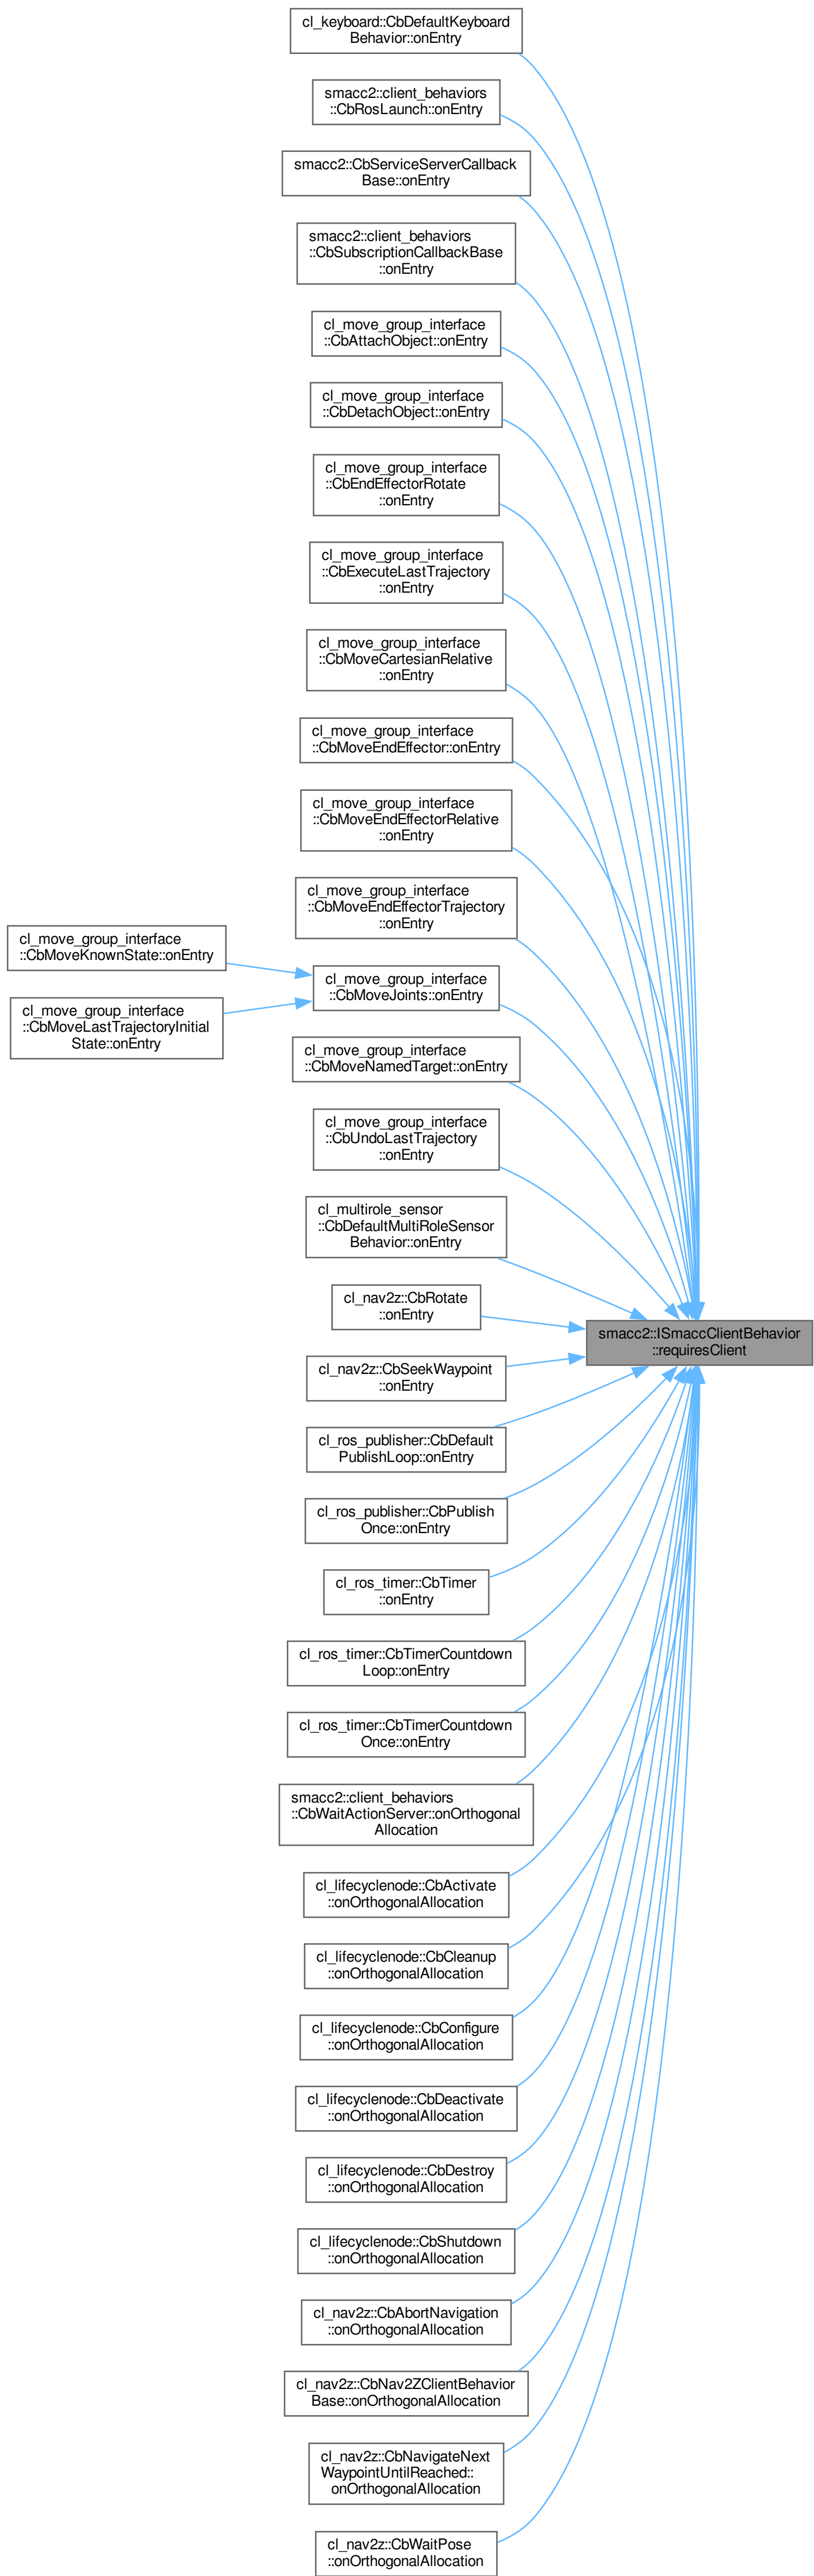 cl_keyboard::CbDefaultKeyboard
Behavior::onEntry
smacc2::client_behaviors
::CbRosLaunch::onEntry
smacc2::CbServiceServerCallback
Base::onEntry
smacc2::client_behaviors
::CbSubscriptionCallbackBase
::onEntry
cl_move_group_interface
::CbAttachObject::onEntry
cl_move_group_interface
::CbDetachObject::onEntry
cl_move_group_interface
::CbEndEffectorRotate
::onEntry
cl_move_group_interface
::CbExecuteLastTrajectory
::onEntry
cl_move_group_interface
::CbMoveCartesianRelative
::onEntry
cl_move_group_interface
::CbMoveEndEffector::onEntry
cl_move_group_interface
::CbMoveEndEffectorRelative
::onEntry
cl_move_group_interface
::CbMoveEndEffectorTrajectory
::onEntry
cl_move_group_interface
::CbMoveKnownState::onEntry
cl_move_group_interface
::CbMoveLastTrajectoryInitial
State::onEntry
cl_move_group_interface
::CbMoveJoints::onEntry
cl_move_group_interface
::CbMoveNamedTarget::onEntry
cl_move_group_interface
::CbUndoLastTrajectory
::onEntry
cl_multirole_sensor
::CbDefaultMultiRoleSensor
Behavior::onEntry
cl_nav2z::CbRotate
::onEntry
smacc2::ISmaccClientBehavior
::requiresClient
cl_nav2z::CbSeekWaypoint
::onEntry
cl_ros_publisher::CbDefault
PublishLoop::onEntry
cl_ros_publisher::CbPublish
Once::onEntry
cl_ros_timer::CbTimer
::onEntry
cl_ros_timer::CbTimerCountdown
Loop::onEntry
cl_ros_timer::CbTimerCountdown
Once::onEntry
smacc2::client_behaviors
::CbWaitActionServer::onOrthogonal
Allocation
cl_lifecyclenode::CbActivate
::onOrthogonalAllocation
cl_lifecyclenode::CbCleanup
::onOrthogonalAllocation
cl_lifecyclenode::CbConfigure
::onOrthogonalAllocation
cl_lifecyclenode::CbDeactivate
::onOrthogonalAllocation
cl_lifecyclenode::CbDestroy
::onOrthogonalAllocation
cl_lifecyclenode::CbShutdown
::onOrthogonalAllocation
cl_nav2z::CbAbortNavigation
::onOrthogonalAllocation
cl_nav2z::CbNav2ZClientBehavior
Base::onOrthogonalAllocation
cl_nav2z::CbNavigateNext
WaypointUntilReached::
onOrthogonalAllocation
cl_nav2z::CbWaitPose
::onOrthogonalAllocation